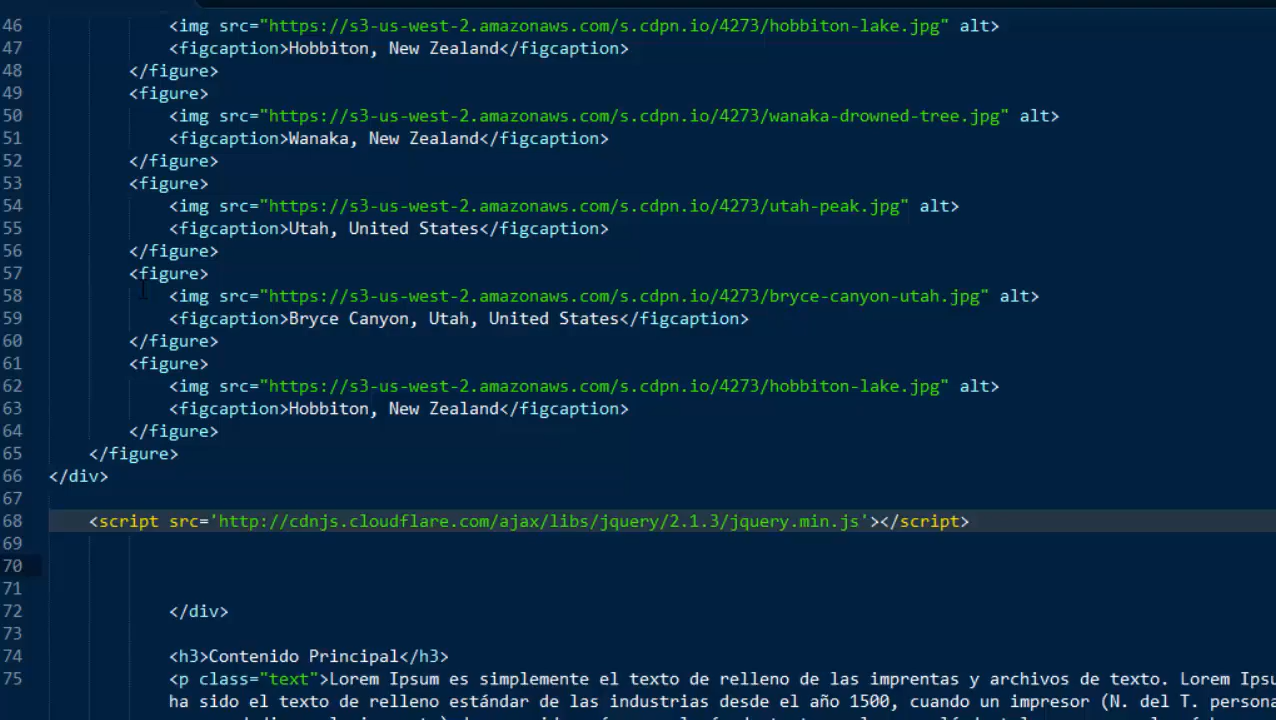 46 <img src="https://s3-us-west-2.amazonaws.com/s.cdpn.io/4273/hobbiton-lake.jpg" alt>
47 <figcaption>Hobbiton, New Zealand</figcaption>
48 </figure>
49 <figure>
50 <img src="https://s3-us-west-2.amazonaws.com/s.cdpn.io/4273/wanaka-drowned-tree.jpg" alt>
51 <figcaption>Wanaka, New Zealand</figcaption>
52 </figure>
53 <figure>
54 <img src="https://s3-us-west-2.amazonaws.com/s.cdpn.io/4273/utah-peak.jpg" alt>
55 <figcaption>Utah, United States</figcaption>
56 </figure>
57 <figure>
58 <img src="https://s3-us-west-2.amazonaws.com/s.cdpn.io/4273/bryce-canyon-utah.jpg" alt>
59 <figcaption>Bryce Canyon, Utah, United States</figcaption>
60 </figure>
61 <figure>
62 <img src="https://s3-us-west-2.amazonaws.com/s.cdpn.io/4273/hobbiton-lake.jpg" alt>
63 <figcaption>Hobbiton, New Zealand</figcaption>
64 </figure>
65 </figure>
66 </div>
67
68 <script src='http://cdnjs.cloudflare.com/ajax/libs/jquery/2.1.3/jquery.min.js'></script>
69
70
71
72 </div>
73
74 <h3>Contenido Principal</h3>
75 <p class="text">Lorem Ipsum es simplemente el texto de relleno de las imprentas y archivos de texto. Lorem Ipsu
ha sido el texto de relleno estándar de las industrias desde el año 1500, cuando un impresor (N. del T. persona